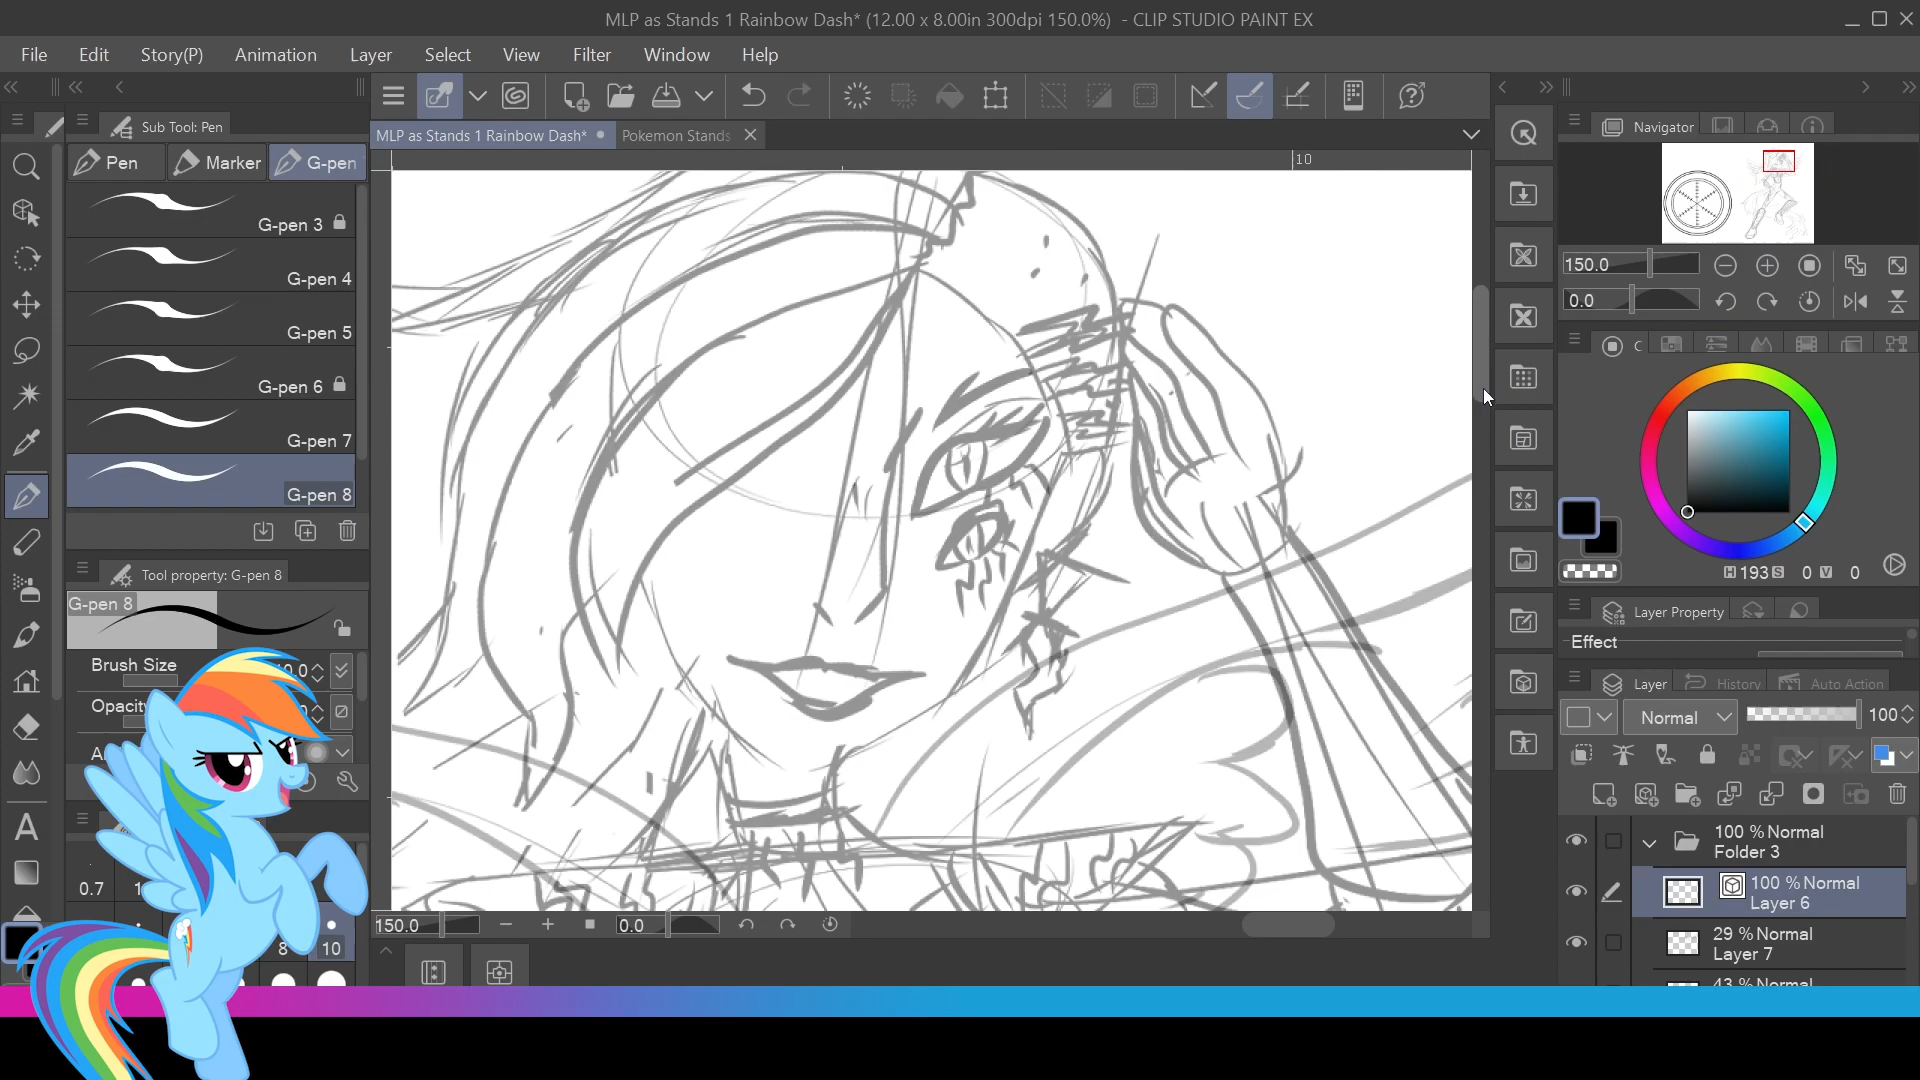 MLP as Stands 1 Rainbow Dash* (12.00 x 8.00in 300dpi 150.0%) - CLIP STUDIO PAINT EX
File Edit Story(P) Animation Layer Select View Filter Window Help
Sub Tool: Pen
Navigator
MLP as Stands 1 Rainbow Dash* Pokemon Stands
Pen Marker G-pen
10
G-pen 3
G-pen 4
G-pen 5
G-pen 6
G-pen 7
G-pen 8
150.0
0.0
C
H 193 S 0 V 0
Tool property: G-pen 8
G-pen 8
Layer Property
Effect
Brush Size
Opacity
Layer History Auto Action
Normal 100
100 % Normal
Folder 3
100 % Normal
Layer 6
29 % Normal
Layer 7
43 % Normal
0.7
8 10
150.0 0.0